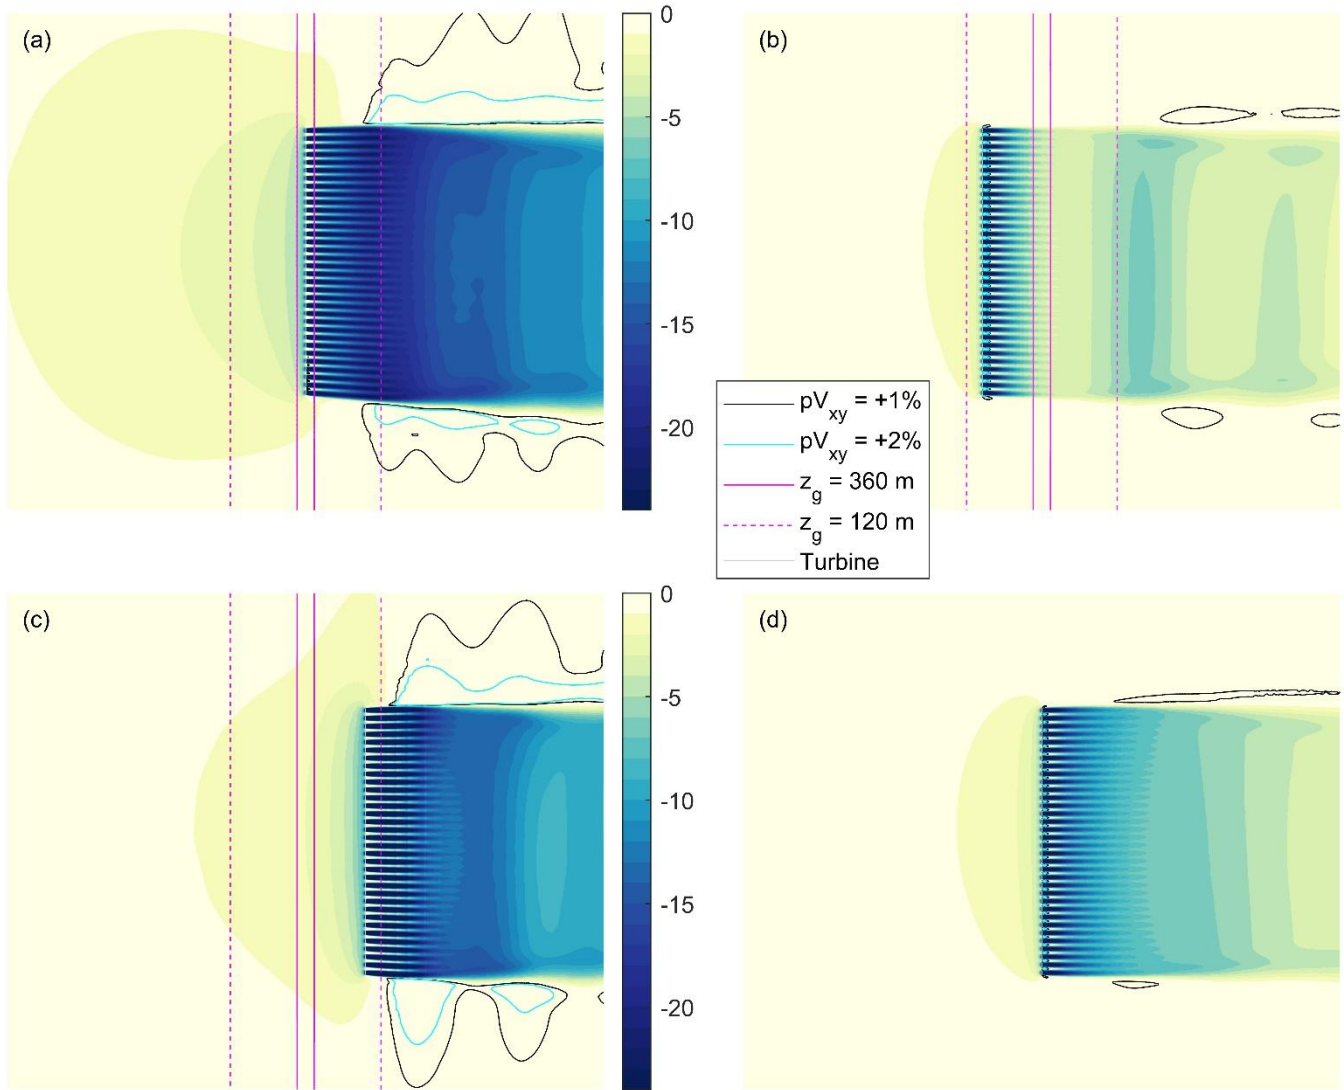 (a)
0
-5
-10
-15
-20
(b)
pV_xy = +1%
pV_xy = +2%
z_g = 360 m
z_g = 120 m
Turbine
(c)
0
-5
-10
-15
-20
(d)